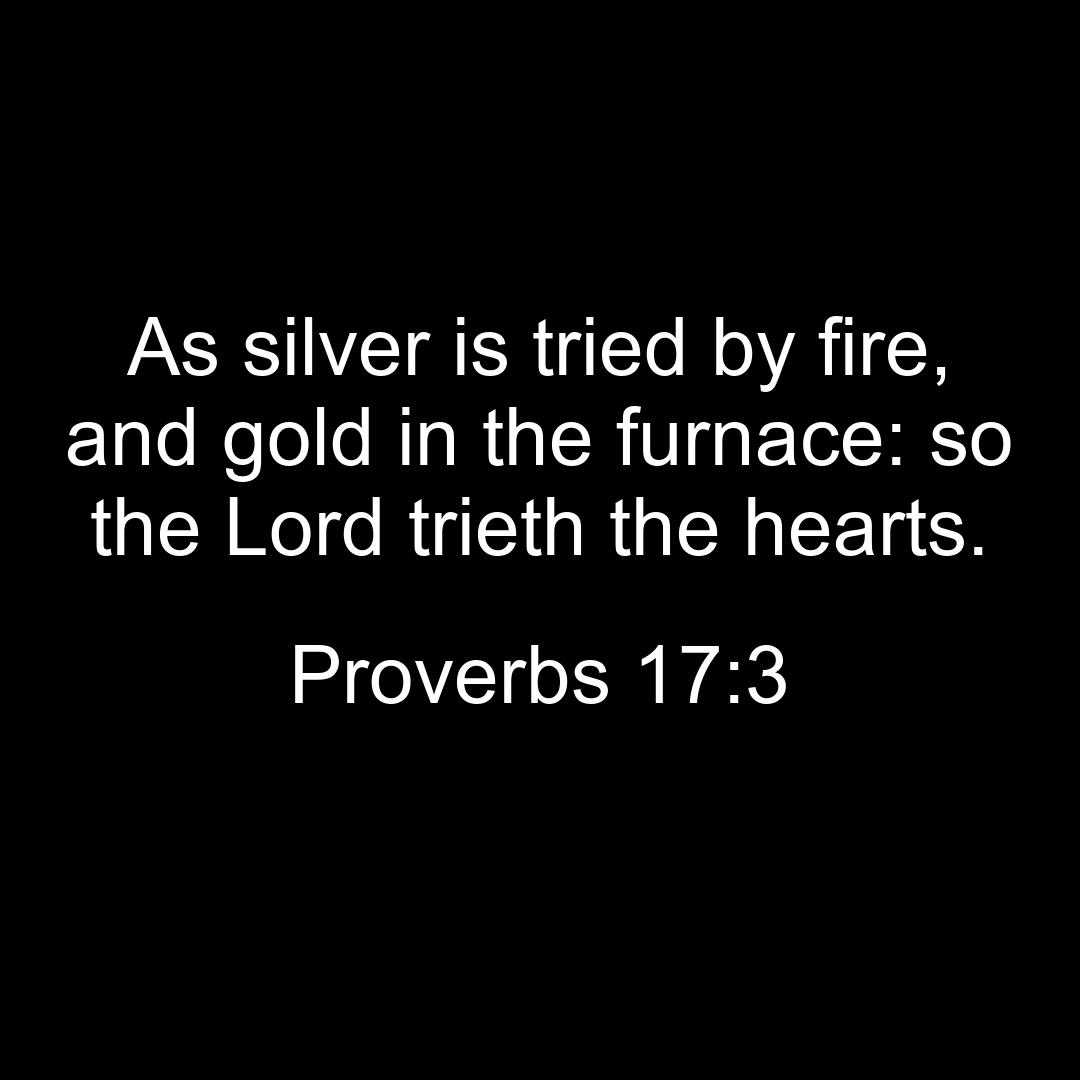 As silver is tried by fire,
and gold in the furnace: so
the Lord trieth the hearts.
Proverbs 17:3